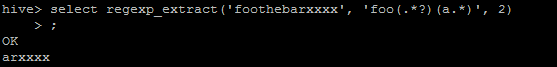 hive> select regexp_extract('foothebarxxxx', 'foo(.*?)(a.*)', 2)
    > ;
OK
arxxxx